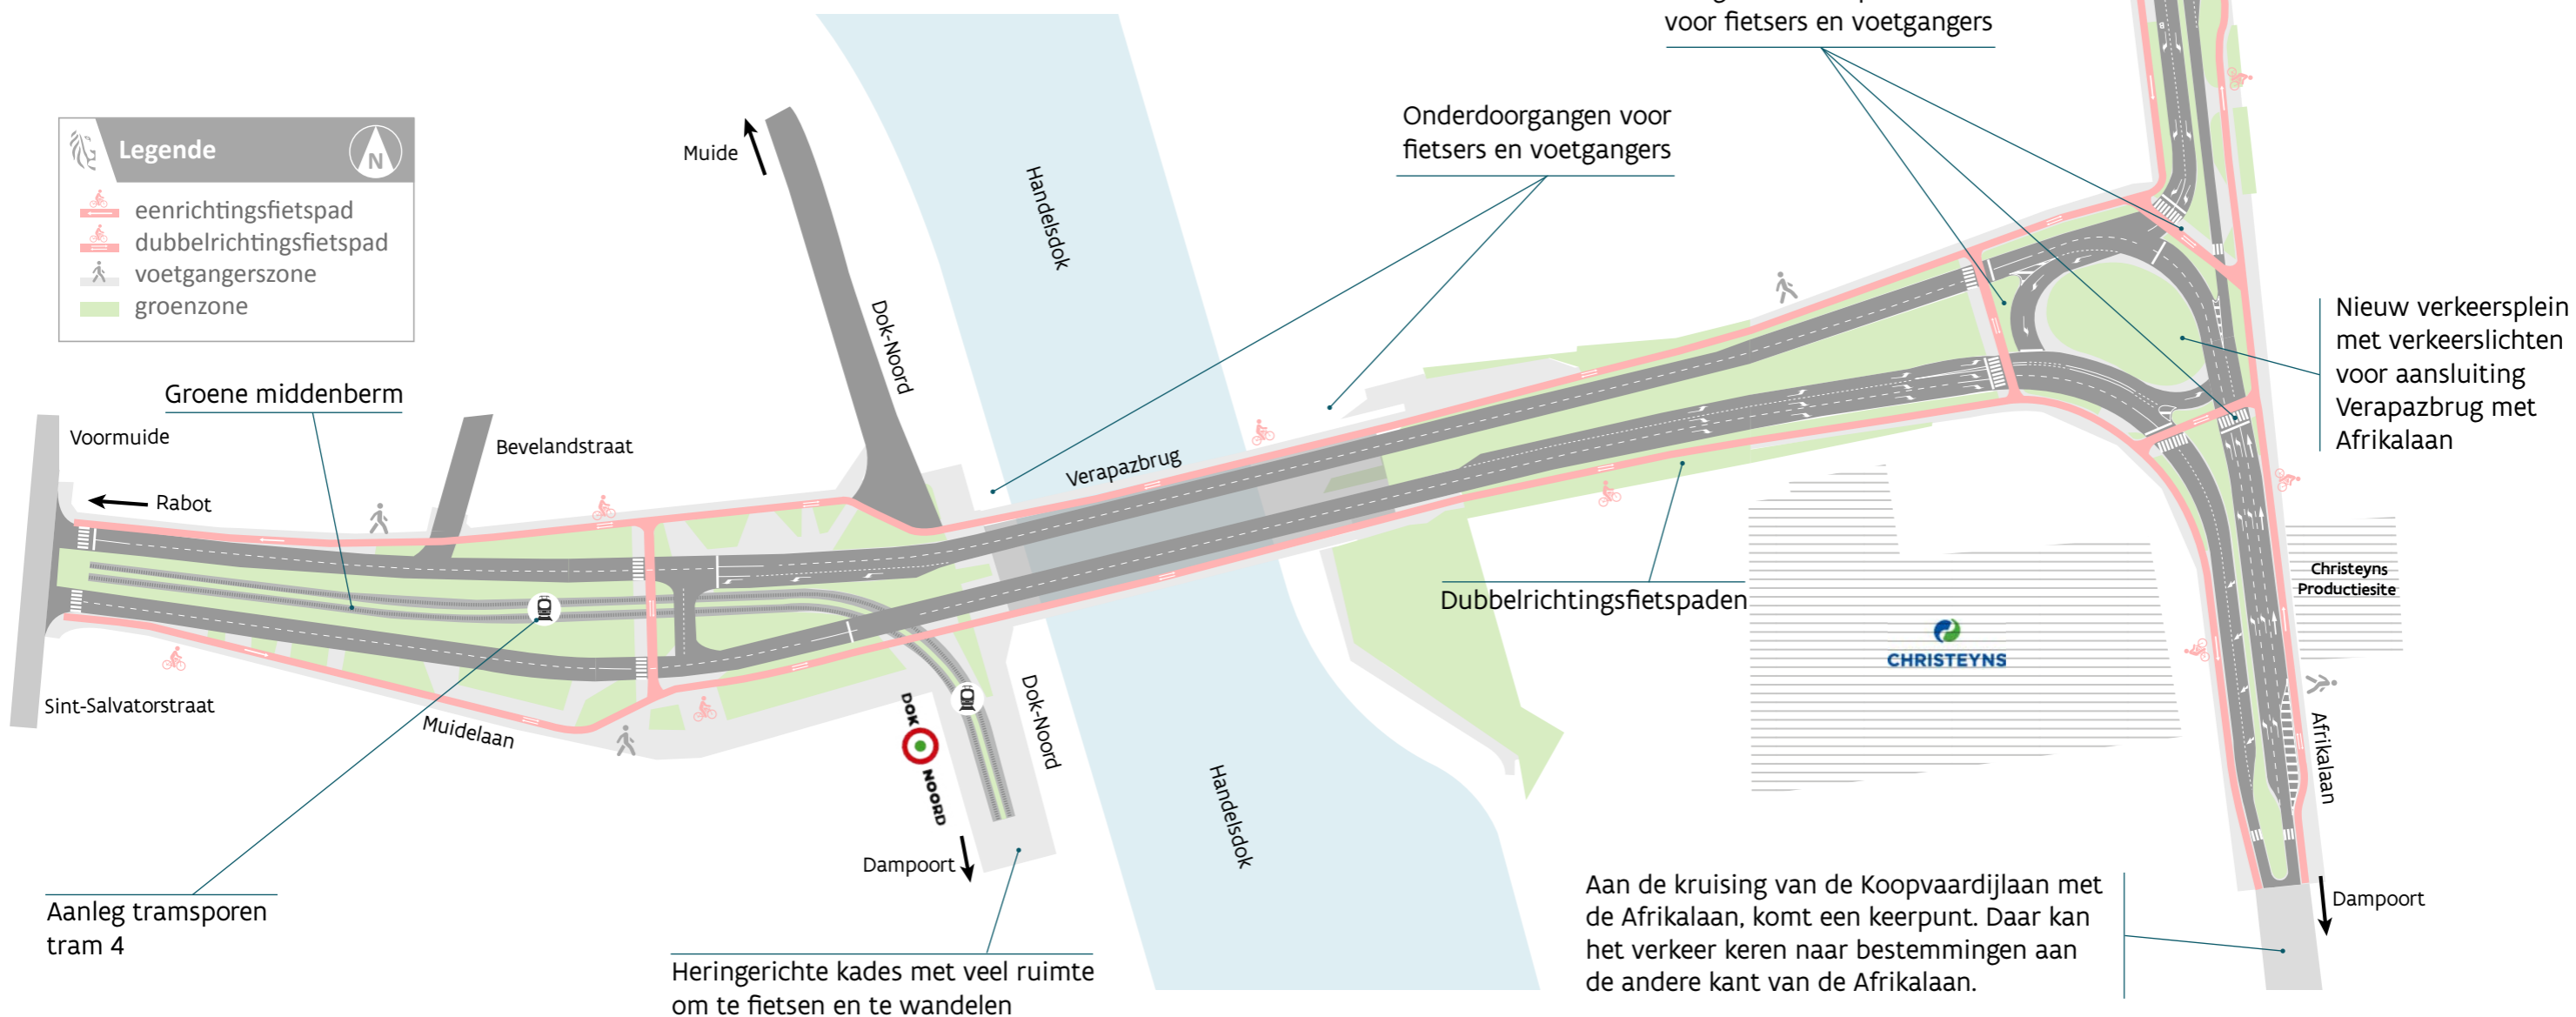 voor fietsers en voetgangers
Legende
N
eenrichtingsfietspad
dubbelrichtingsfietspad
voetgangerszone
groenzone
Muide
Onderdoorgangen voor
fietsers en voetgangers
Handelsdok
Dok-Noord
Nieuw verkeersplein
met verkeerslichten
voor aansluiting
Verapazbrug met
Afrikalaan
Groene middenberm
Voormuide
Bevelandstraat
Verapazbrug
Rabot
Christeyns
Productiesite
Dubbelrichtingsfietspaden
CHRISTEYNS
Sint-Salvatorstraat
Muidelaan
DOK
NOORD
Dok-Noord
Handelsdok
Afrikalaan
Dampoort
Aanleg tramsporen
tram 4
Heringerichte kades met veel ruimte
om te fietsen en te wandelen
Aan de kruising van de Koopvaardijlaan met
de Afrikalaan, komt een keerpunt. Daar kan
het verkeer keren naar bestemmingen aan
de andere kant van de Afrikalaan.
Dampoort